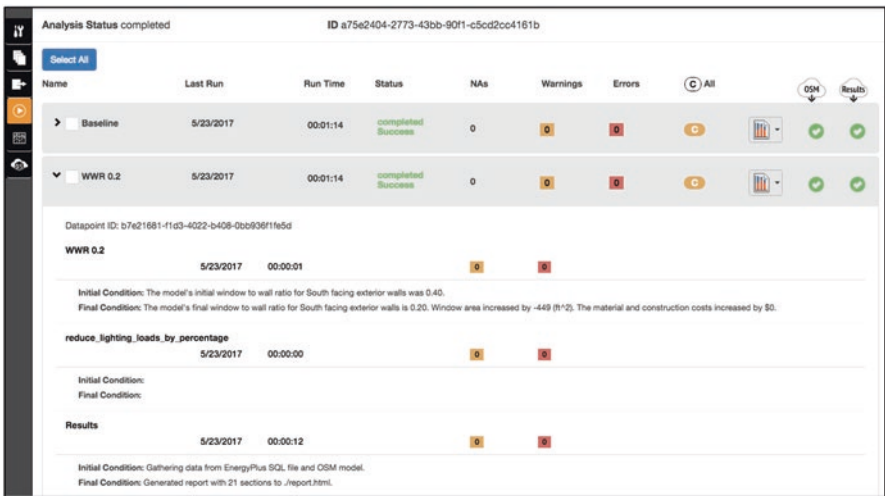 Analysis Status completed ID a75e2404-2773-43bb-90f1-c5cd2cc4161b
Select All
Name Last Run Run Time Status NAs Warnings Errors C All OSM Results
Baseline 5/23/2017 00:01:14 completed Success 0 0 0 C
WWR 0.2 5/23/2017 00:01:14 completed Success 0 0 0 C
Datapoint ID: b7e21681-f1d3-4022-b408-0bb936f1fe5d
WWR 0.2
5/23/2017 00:00:01 0 0
Initial Condition: The model's initial window to wall ratio for South facing exterior walls was 0.40.
Final Condition: The model's final window to wall ratio for South facing exterior walls is 0.20. Window area increased by -449 (ft^2). The material and construction costs increased by $0.
reduce_lighting_loads_by_percentage
5/23/2017 00:00:00 0 0
Initial Condition:
Final Condition:
Results
5/23/2017 00:00:12 0 0
Initial Condition: Gathering data from EnergyPlus SQL file and OSM model.
Final Condition: Generated report with 21 sections to ./report.html.